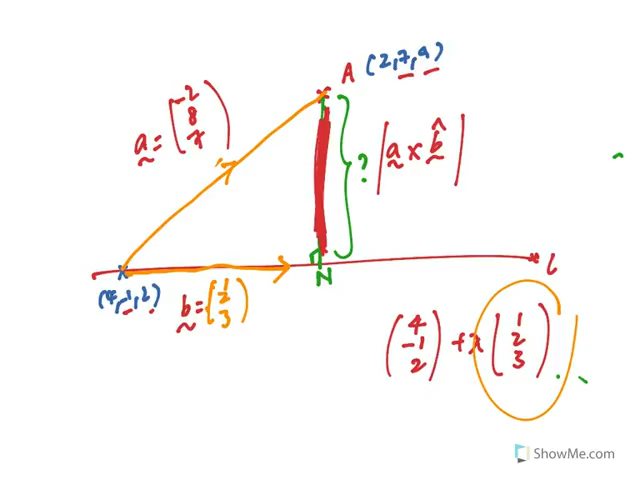 A (2,7,9)
a = (-2
8
7)
? |a × b̂|
(4,-1,2)
N
L
b = (1
2
3)
(4
-1
2) + λ (1
2
3)
ShowMe.com